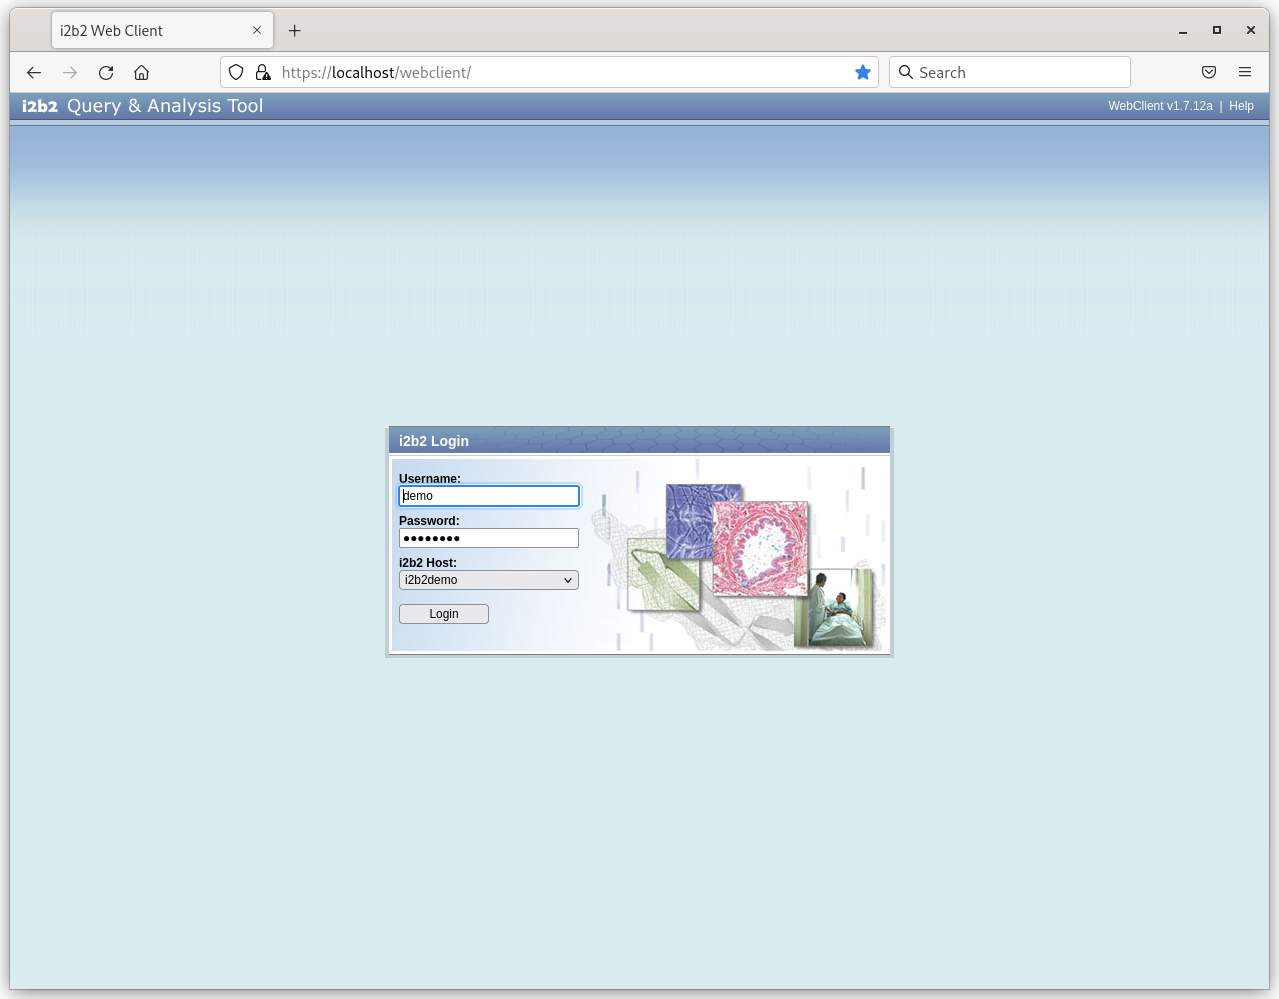 i2b2 Web Client
https://localhost/webclient/
Search
i2b2 Query & Analysis Tool
WebClient v1.7.12a | Help
i2b2 Login
Username:
demo
Password:
●●●●●●●●
i2b2 Host:
i2b2demo
Login